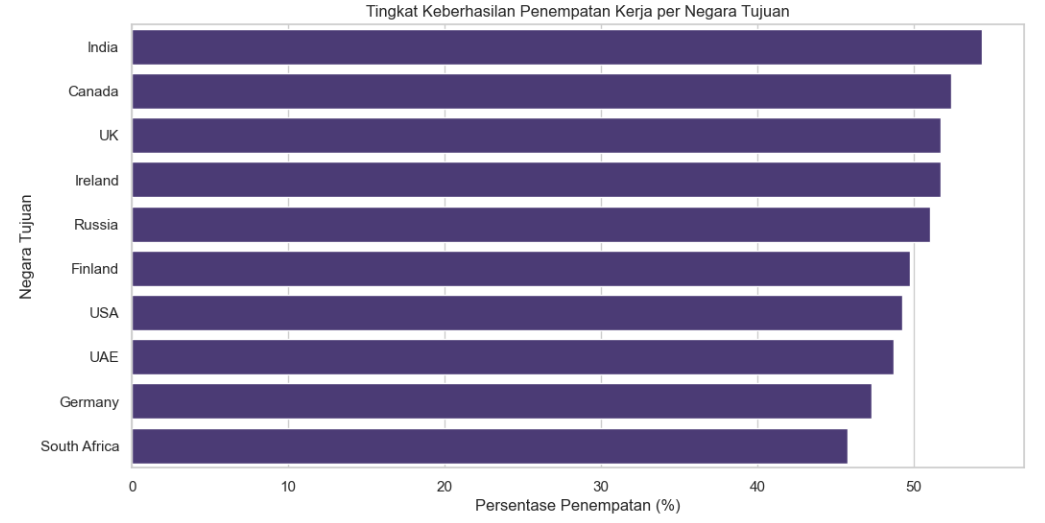 Tingkat Keberhasilan Penempatan Kerja per Negara Tujuan
Negara Tujuan
India
Canada
UK
Ireland
Russia
Finland
USA
UAE
Germany
South Africa
0 10 20 30 40 50
Persentase Penempatan (%)